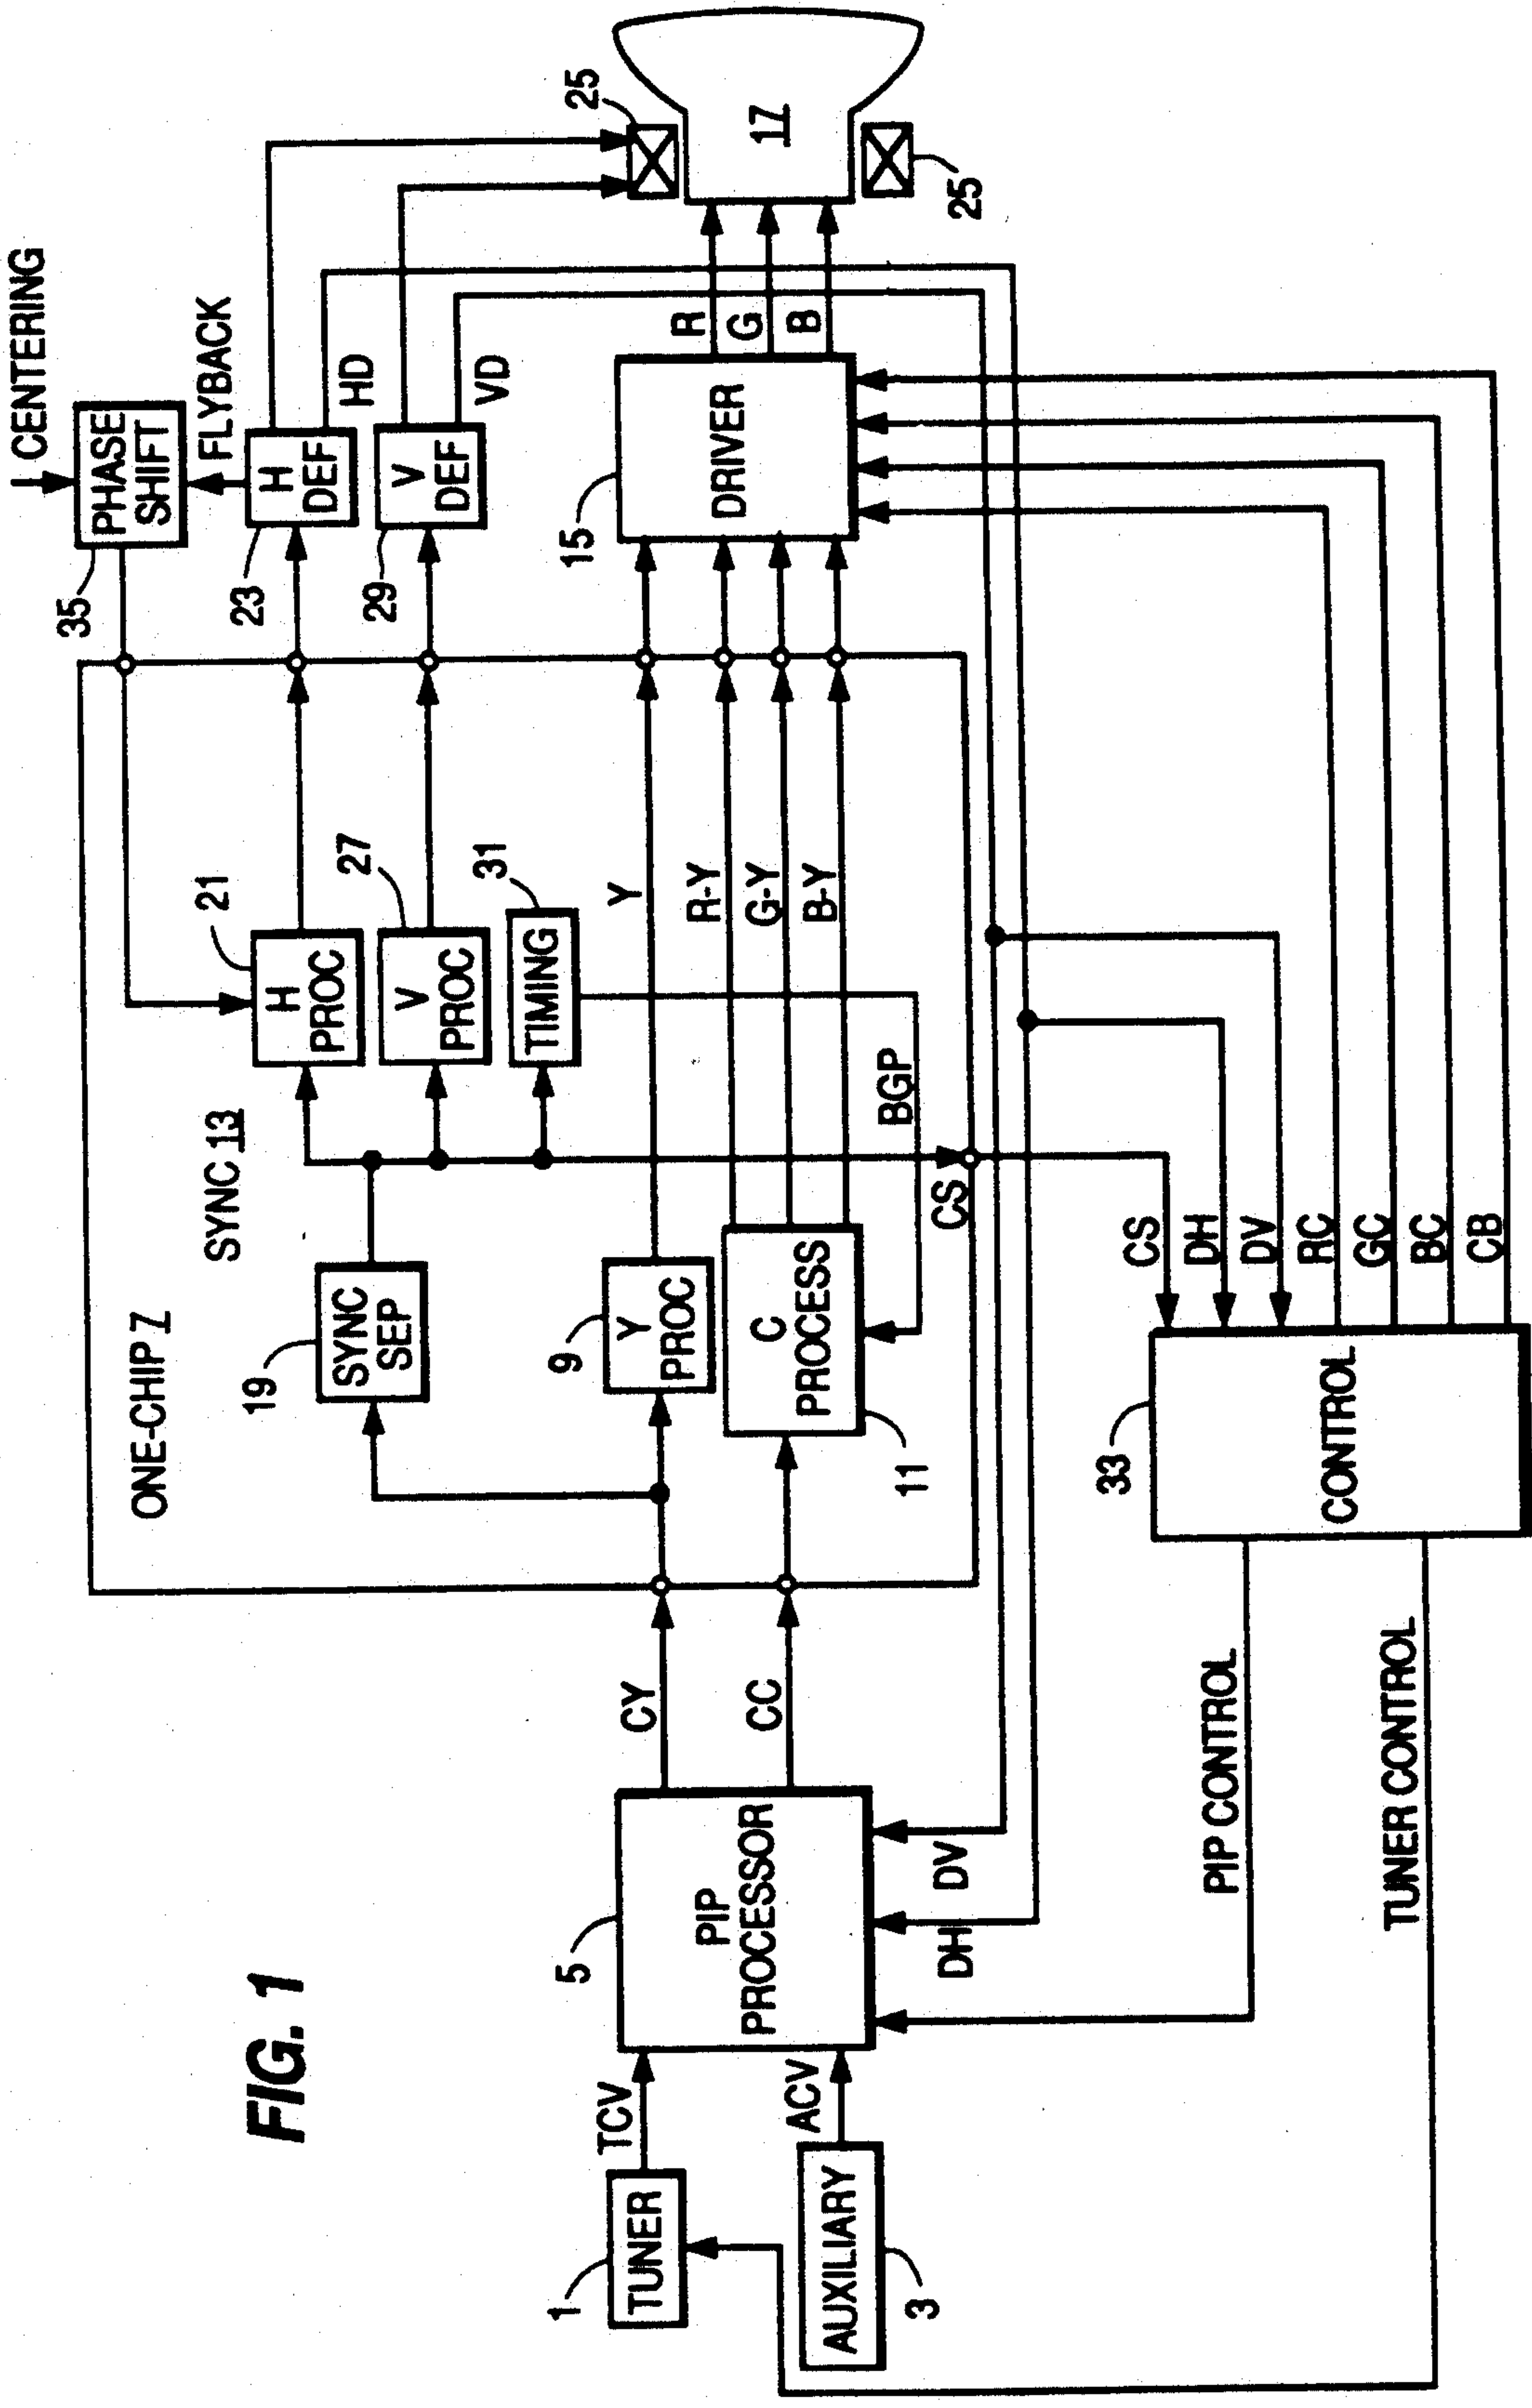 FIG. 1
CENTERING
35
PHASE
SHIFT
FLYBACK
23
H
DEF
HD
29
V
DEF
VD
25
17
25
ONE-CHIP 7
SYNC 13
21
H
PROC
27
V
PROC
31
TIMING
19
SYNC
SEP
9
Y
PROC
Y
11
C
PROCESS
R-Y
G-Y
B-Y
BGP
CS
15
DRIVER
R
G
B
1
TUNER
TCV
3
AUXILIARY
ACV
5
PIP
PROCESSOR
CY
CC
DH
DV
33
CONTROL
CS
DH
DV
RC
GC
BC
CB
PIP CONTROL
TUNER CONTROL